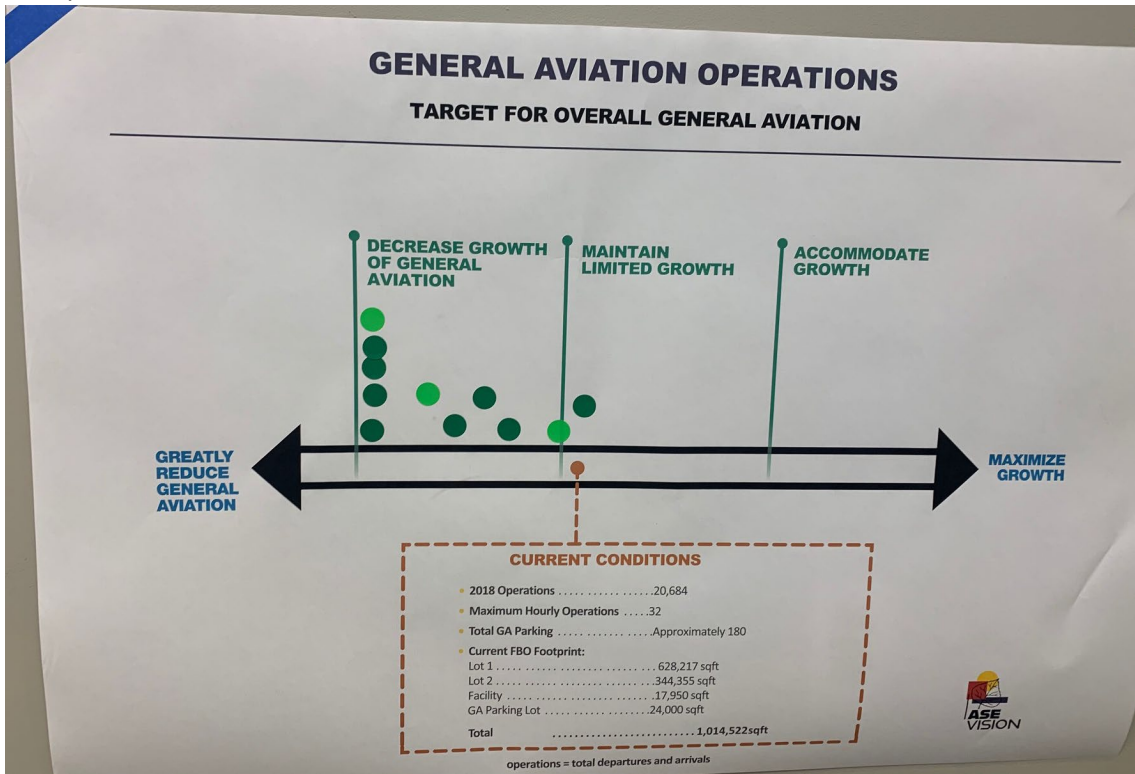 GENERAL AVIATION OPERATIONS
TARGET FOR OVERALL GENERAL AVIATION
DECREASE GROWTH
OF GENERAL
AVIATION
MAINTAIN
LIMITED GROWTH
ACCOMMODATE
GROWTH
GREATLY
REDUCE
GENERAL
AVIATION
MAXIMIZE
GROWTH
CURRENT CONDITIONS
• 2018 Operations . . . . . . . . . . . . . . . . .20,684
• Maximum Hourly Operations . . . . .32
• Total GA Parking . . . . . . . . . . . . . . . . .Approximately 180
• Current FBO Footprint:
Lot 1 . . . . . . . . . . . . . . . . . . . . . . . . . . . . 628,217 sqft
Lot 2 . . . . . . . . . . . . . . . . . . . . . . . . . . . .344,355 sqft
Facility . . . . . . . . . . . . . . . . . . . . . . . . . .17,950 sqft
GA Parking Lot . . . . . . . . . . . . . . . . . . .24,000 sqft
Total . . . . . . . . . . . . . . . . . . . . . . . . . . 1,014,522sqft
operations = total departures and arrivals
ASE
VISION